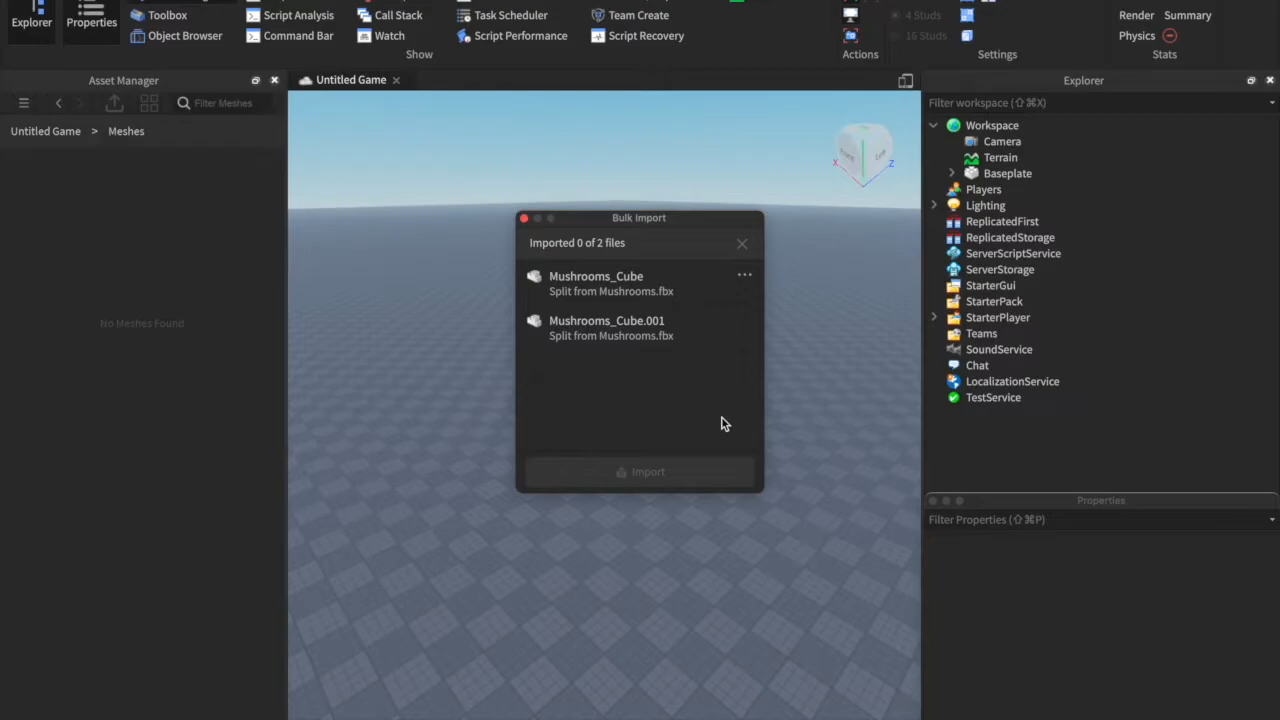 Explorer
Properties
Toolbox
Object Browser
Script Analysis
Command Bar
Call Stack
Watch
Task Scheduler
Script Performance
Team Create
Script Recovery
Show
Actions
4 Studs
16 Studs
Settings
Render
Summary
Physics
Stats
Asset Manager
Filter Meshes
Untitled Game > Meshes
No Meshes Found
Untitled Game
X
Z
Bulk Import
Imported 0 of 2 files
Mushrooms_Cube
Split from Mushrooms.fbx
Mushrooms_Cube.001
Split from Mushrooms.fbx
Import
Explorer
Filter workspace (⇧⌘X)
Workspace
Camera
Terrain
Baseplate
Players
Lighting
ReplicatedFirst
ReplicatedStorage
ServerScriptService
ServerStorage
StarterGui
StarterPack
StarterPlayer
Teams
SoundService
Chat
LocalizationService
TestService
Properties
Filter Properties (⇧⌘P)